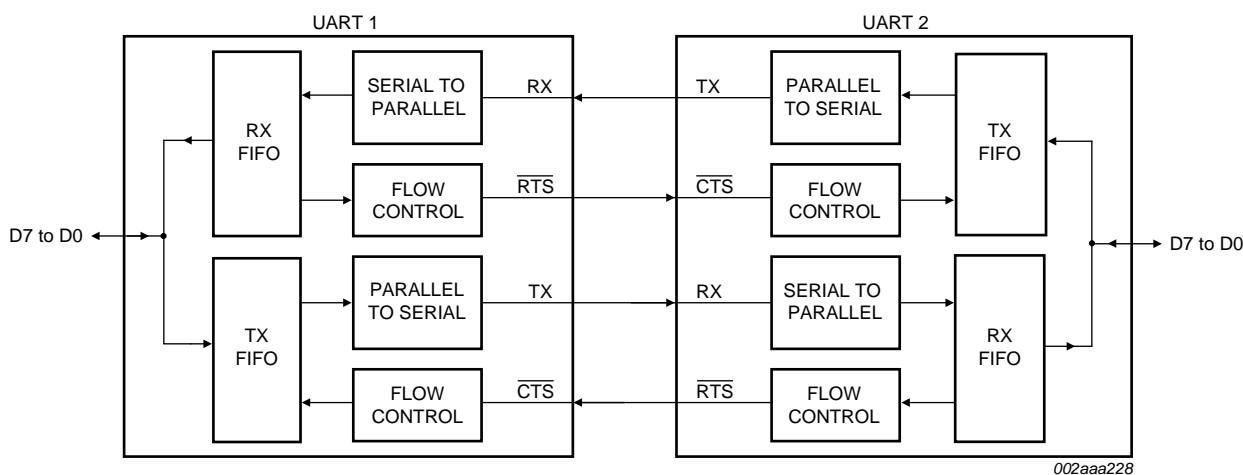 UART 1
UART 2
SERIAL TO
PARALLEL
RX
TX
PARALLEL
TO SERIAL
RX
FIFO
TX
FIFO
FLOW
CONTROL
RTS
CTS
FLOW
CONTROL
D7 to D0
D7 to D0
PARALLEL
TO SERIAL
TX
RX
SERIAL TO
PARALLEL
TX
FIFO
RX
FIFO
FLOW
CONTROL
CTS
RTS
FLOW
CONTROL
002aaa228